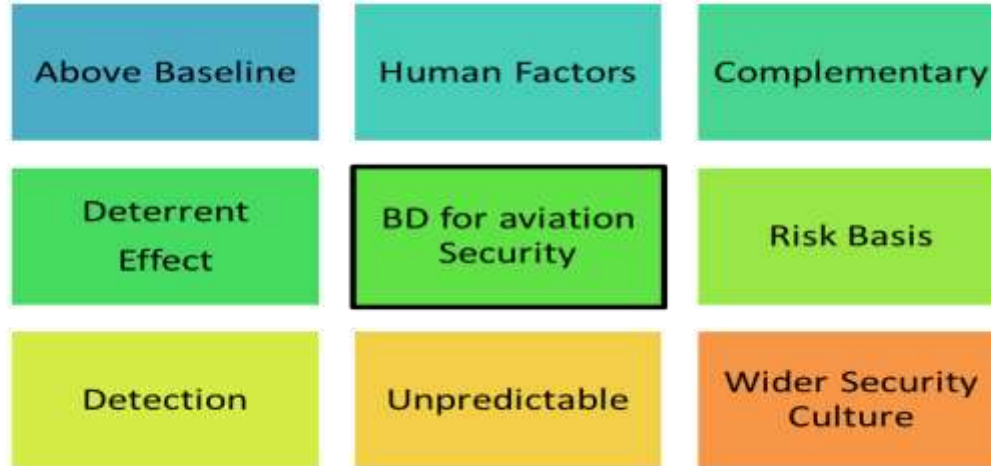 Above Baseline
Human Factors
Complementary
Deterrent
Effect
BD for aviation
Security
Risk Basis
Detection
Unpredictable
Wider Security
Culture